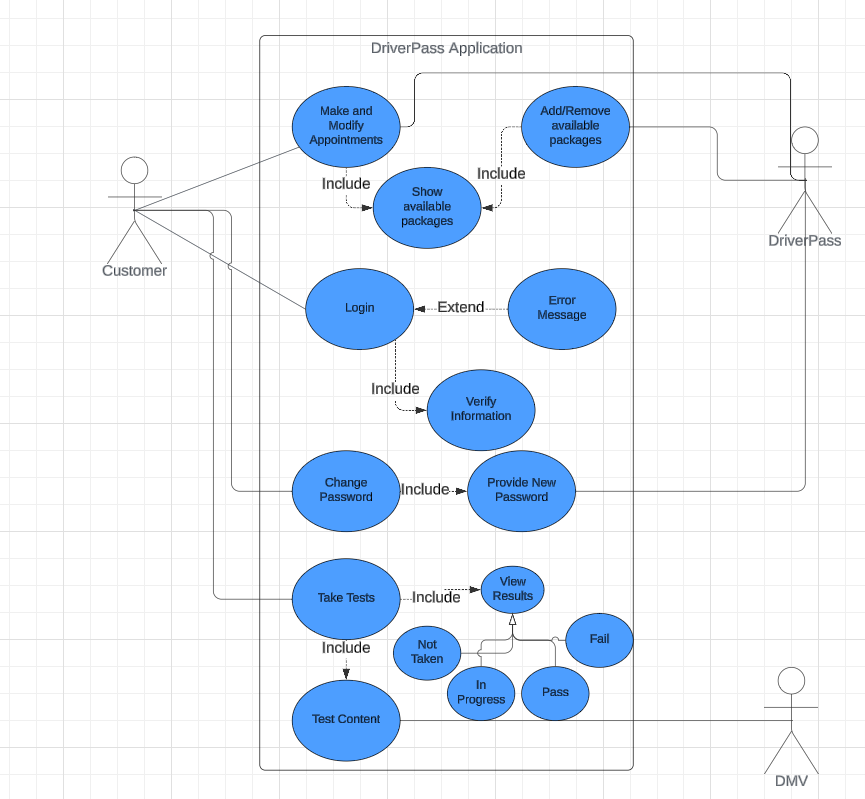 DriverPass Application
Make and
Modify
Appointments
Add/Remove
available
packages
Include
Include
Show
available
packages
Customer
DriverPass
Login
Extend
Error
Message
Include
Verify
Information
Change
Password
Include
Provide New
Password
Take Tests
Include
View
Results
Include
Not
Taken
Fail
In
Progress
Pass
Test Content
DMV